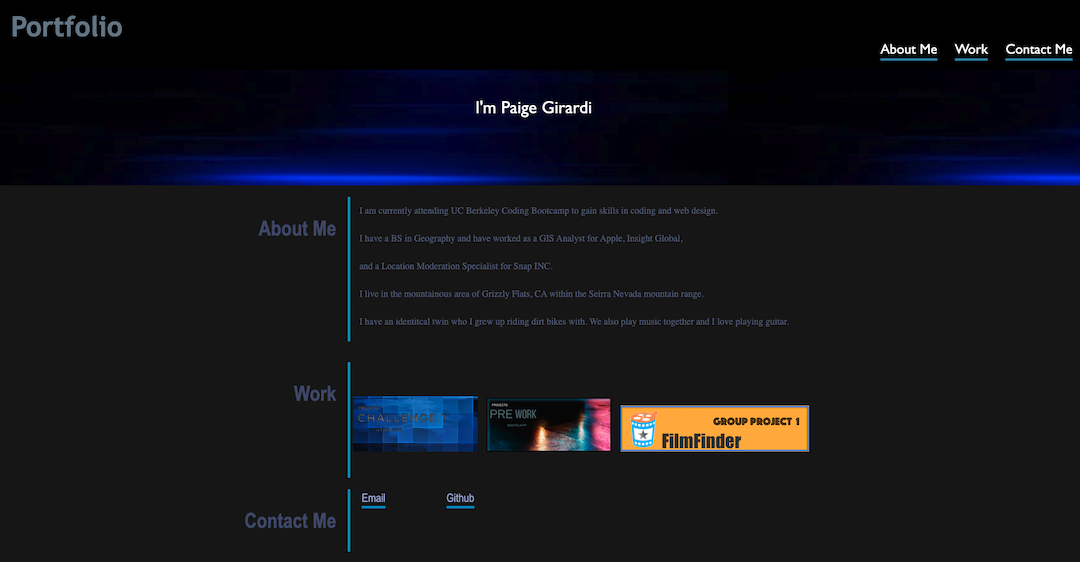 Portfolio
About Me Work Contact Me
I'm Paige Girardi
About Me
I am currently attending UC Berkeley Coding Bootcamp to gain skills in coding and web design.
I have a BS in Geography and have worked as a GIS Analyst for Apple, Insight Global,
and a Location Moderation Specialist for Snap INC.
I live in the mountainous area of Grizzly Flats, CA within the Seirra Nevada mountain range.
I have an identitcal twin who I grew up riding dirt bikes with. We also play music together and I love playing guitar.
Work
CHALLENGE 1
PROJECTS
PRE WORK
BOOTCAMP
GROUP PROJECT 1
FilmFinder
Contact Me
Email Github